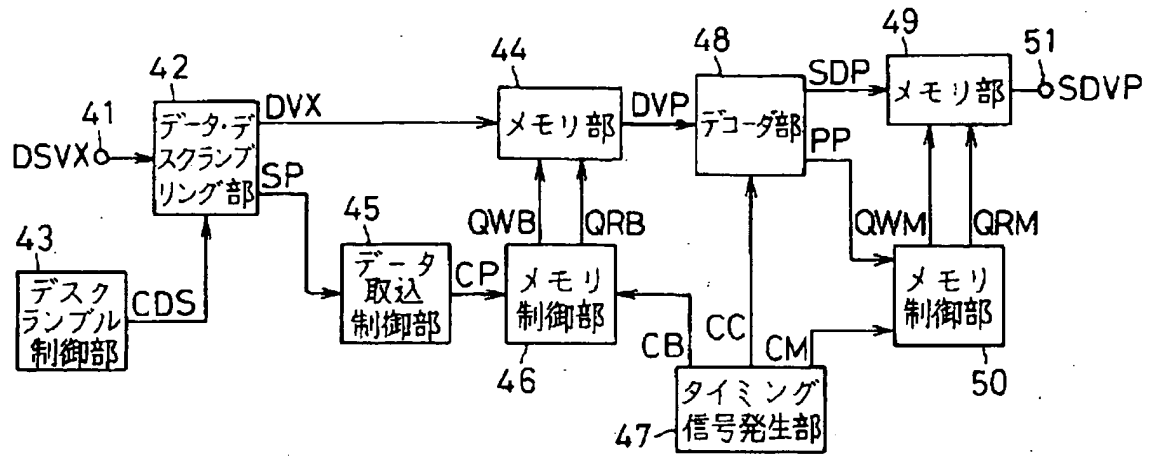 41
DSVX
42
データ・デ
スクランブ
リング部
DVX
SP
43
デスク
ランブル
制御部
CDS
44
メモリ部
DVP
45
データ
取込
制御部
CP
QWB
QRB
メモリ
制御部
46
48
デコーダ部
SDP
PP
49
メモリ部
51
SDVP
QWM
QRM
メモリ
制御部
50
CB
CC
CM
タイミング
信号発生部
47